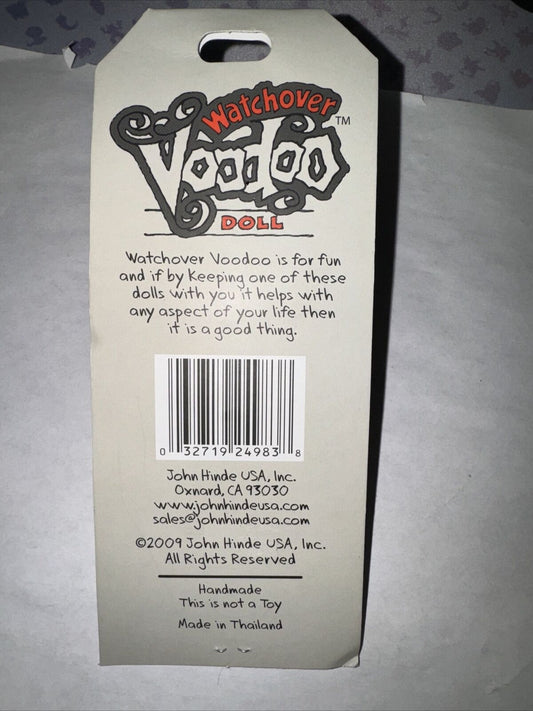 Watchover
Voodoo™
DOLL
Watchover Voodoo is for fun
and if by keeping one of these
dolls with you it helps with
any aspect of your life then
it is a good thing.
0 32719 24983 8
John Hinde USA, Inc.
Oxnard, CA 93030
www.johnhindeusa.com
sales@johnhindeusa.com
©2009 John Hinde USA, Inc.
All Rights Reserved
Handmade
This is not a Toy
Made in Thailand